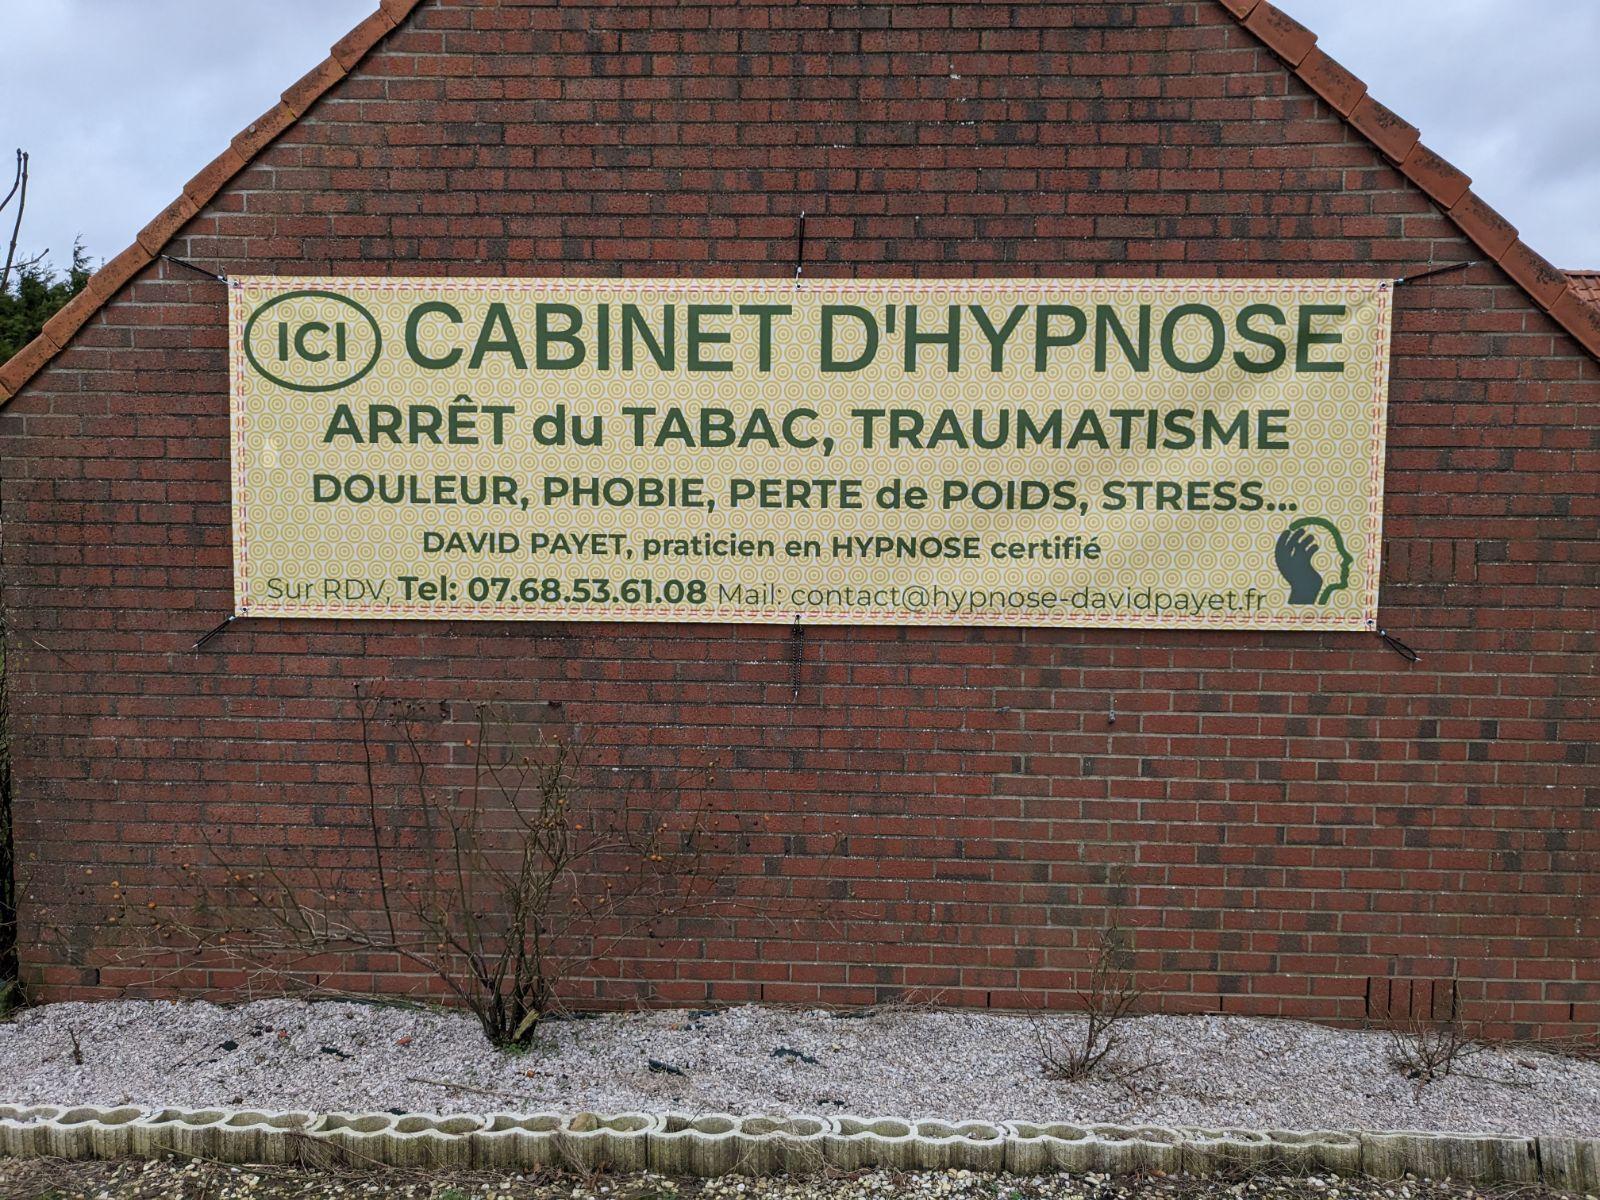 ICI CABINET D'HYPNOSE
ARRÊT du TABAC, TRAUMATISME
DOULEUR, PHOBIE, PERTE de POIDS, STRESS...
DAVID PAYET, praticien en HYPNOSE certifié
Sur RDV, Tel: 07.68.53.61.08 Mail: contact@hypnose-davidpayet.fr